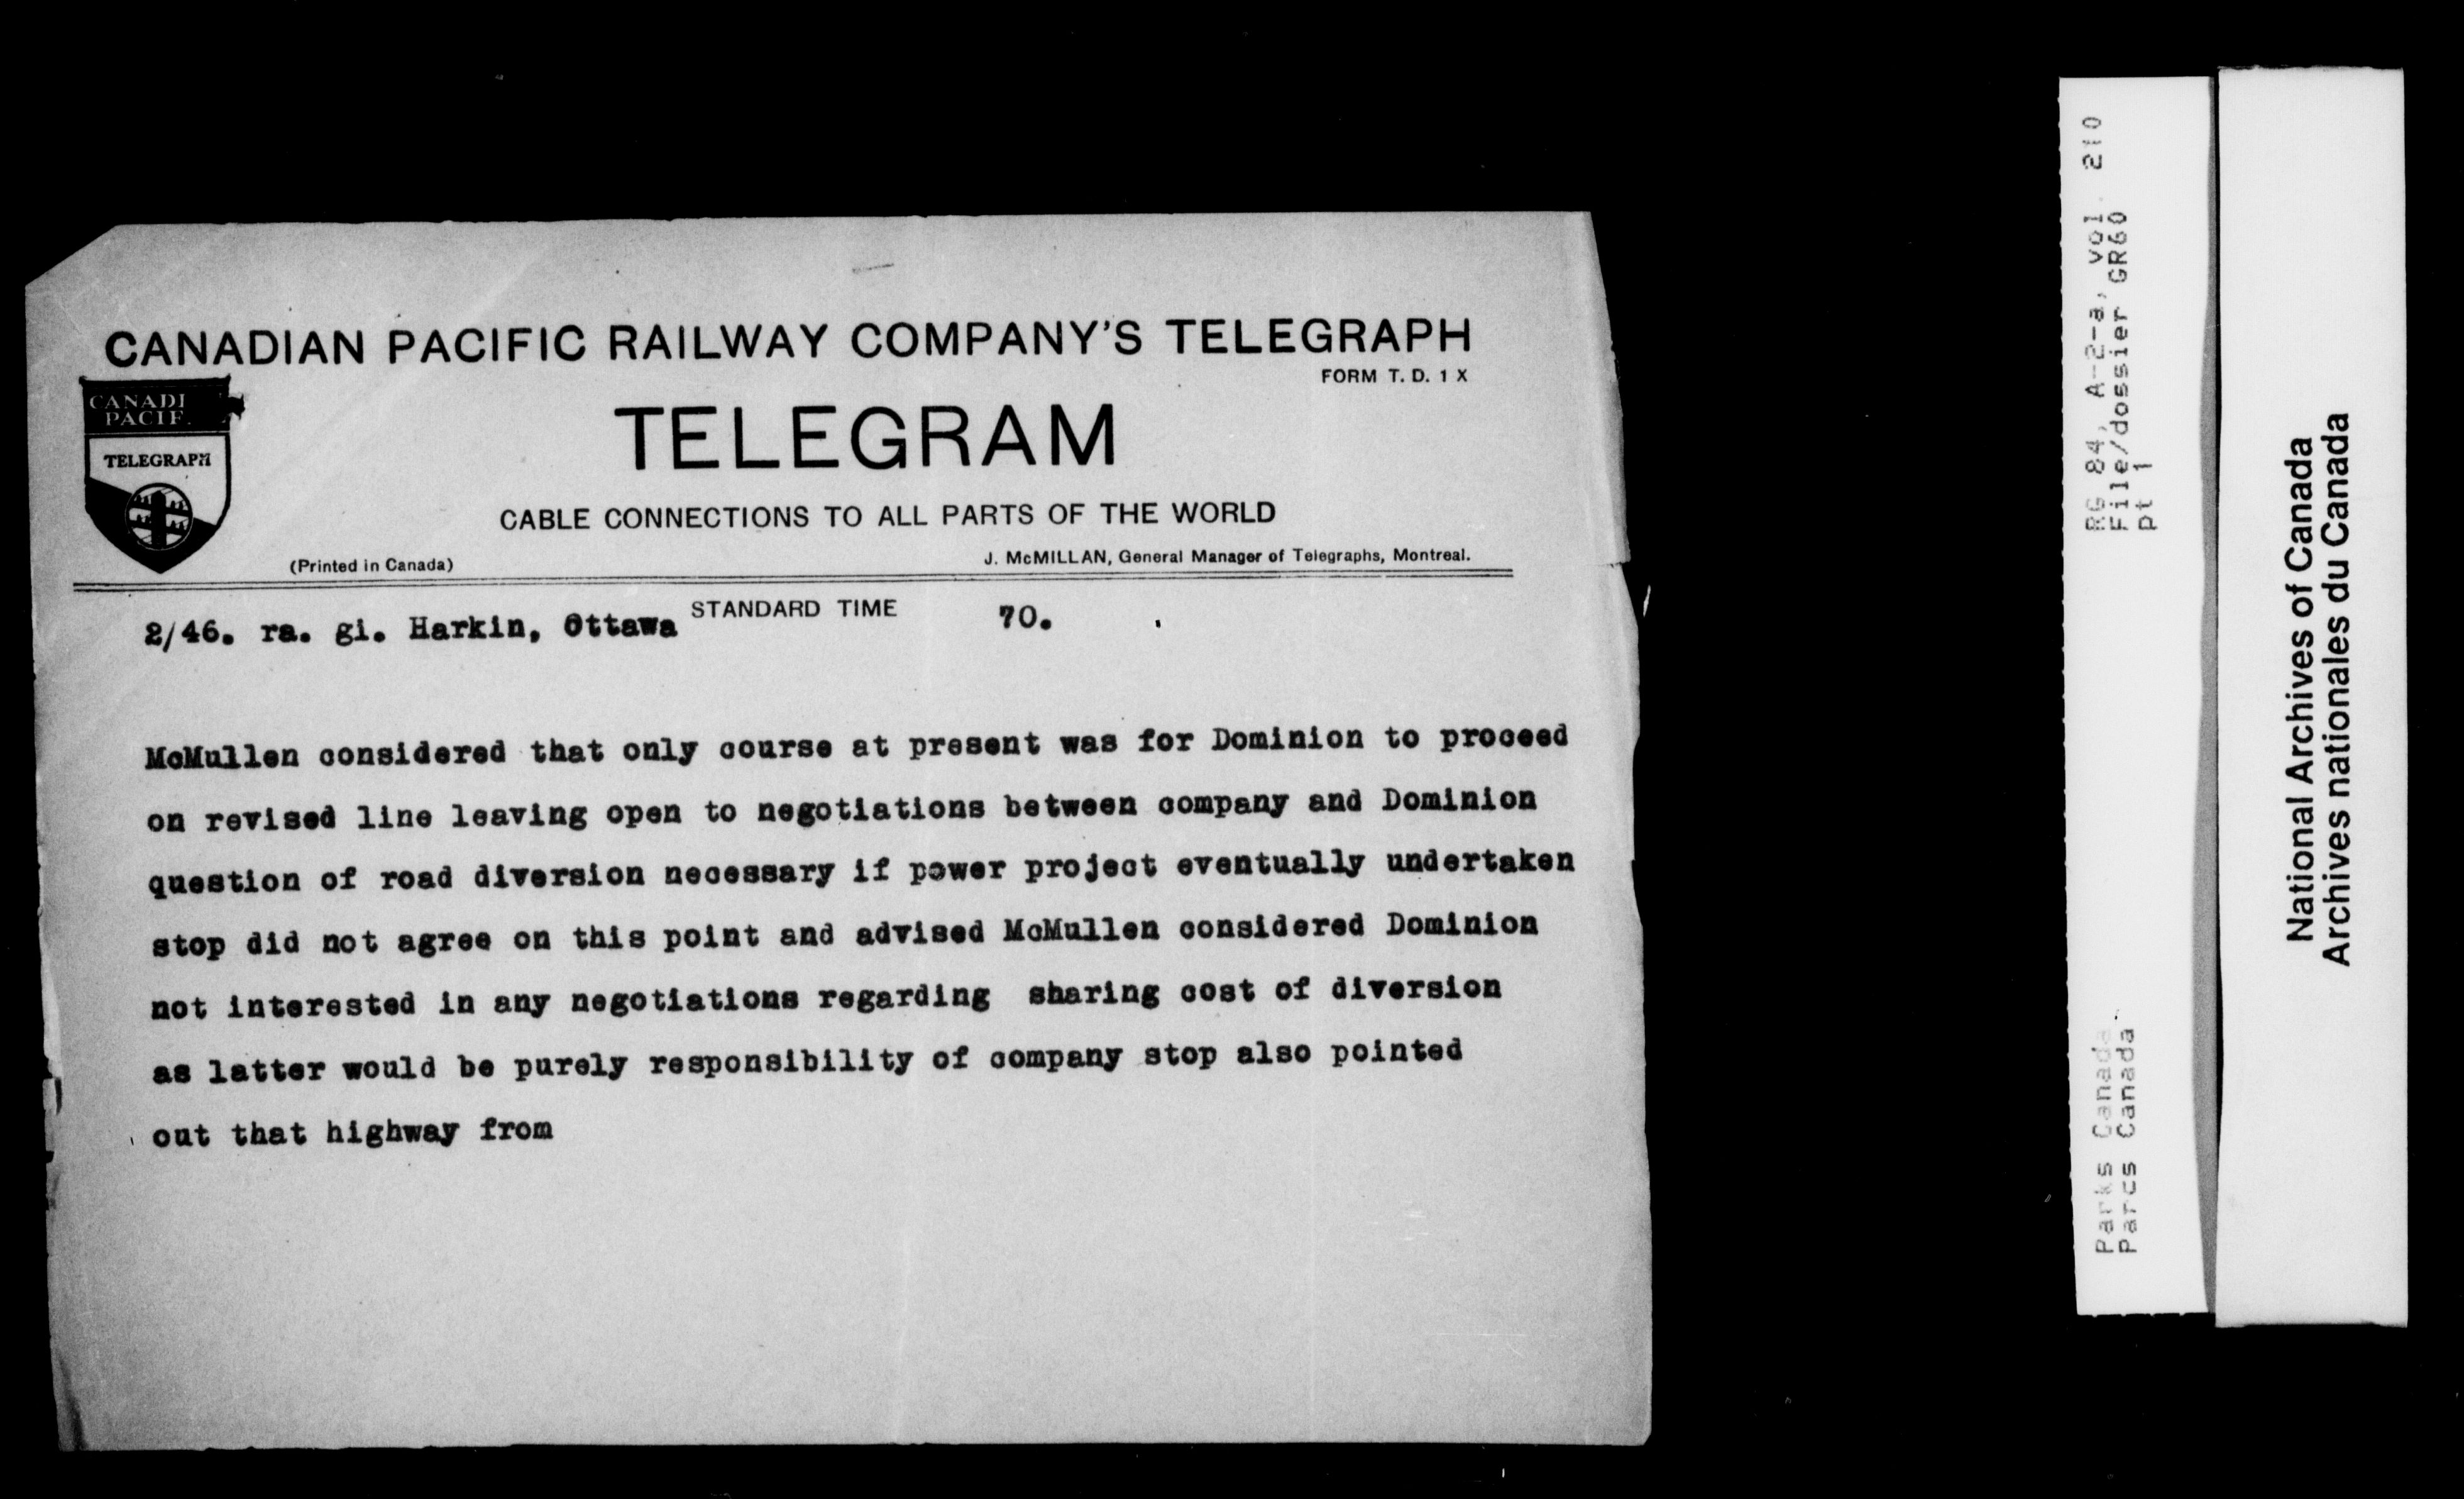 CANADIAN PACIFIC RAILWAY COMPANY'S TELEGRAPH
FORM T. D. 1 X
CANADI
PACIF
TELEGRAPH
TELEGRAM
CABLE CONNECTIONS TO ALL PARTS OF THE WORLD
(Printed in Canada)
J. McMILLAN, General Manager of Telegraphs, Montreal.
STANDARD TIME
2/46. ra. gi. Harkin, Ottawa 70.
McMullen considered that only course at present was for Dominion to proceed
on revised line leaving open to negotiations between company and Dominion
question of road diversion necessary if power project eventually undertaken
stop did not agree on this point and advised McMullen considered Dominion
not interested in any negotiations regarding sharing cost of diversion
as latter would be purely responsibility of company stop also pointed
out that highway from
RG 84, A-2-a, vol. 210
File/dossier GR60
pt 1
Parks Canada
Parcs Canada
National Archives of Canada
Archives nationales du Canada